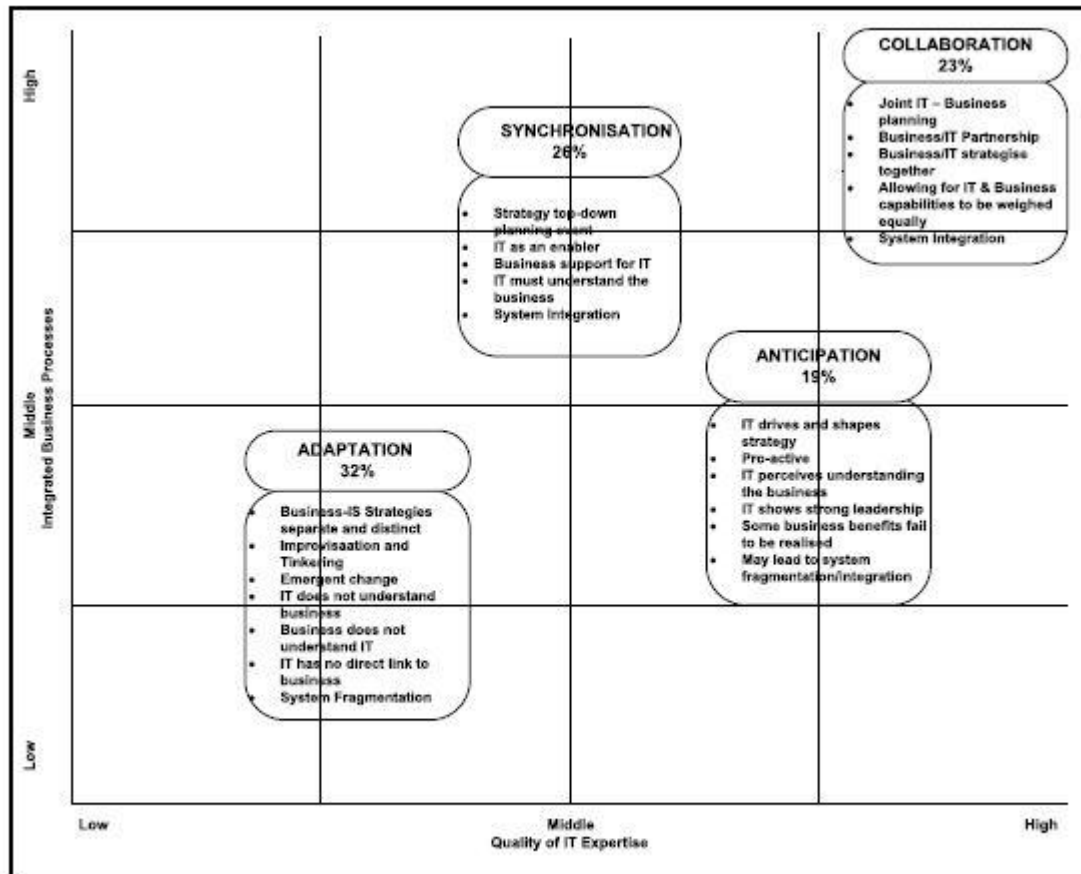 High
Middle
Integrated Business Processes
Low
COLLABORATION
23%
• Joint IT – Business
planning
• Business/IT Partnership
• Business/IT strategise
together
• Allowing for IT & Business
capabilities to be weighed
equally
• System Integration
SYNCHRONISATION
26%
• Strategy top-down
planning event
• IT as an enabler
• Business support for IT
• IT must understand the
business
• System Integration
ANTICIPATION
19%
• IT drives and shapes
strategy
• Pro-active
• IT perceives understanding
the business
• IT shows strong leadership
• Some business benefits fail
to be realised
• May lead to system
fragmentation/integration
ADAPTATION
32%
• Business-IS Strategies
separate and distinct
• Improvisaation and
Tinkering
• Emergent change
• IT does not understand
business
• Business does not
understand IT
• IT has no direct link to
business
• System Fragmentation
Low
Middle
High
Quality of IT Expertise